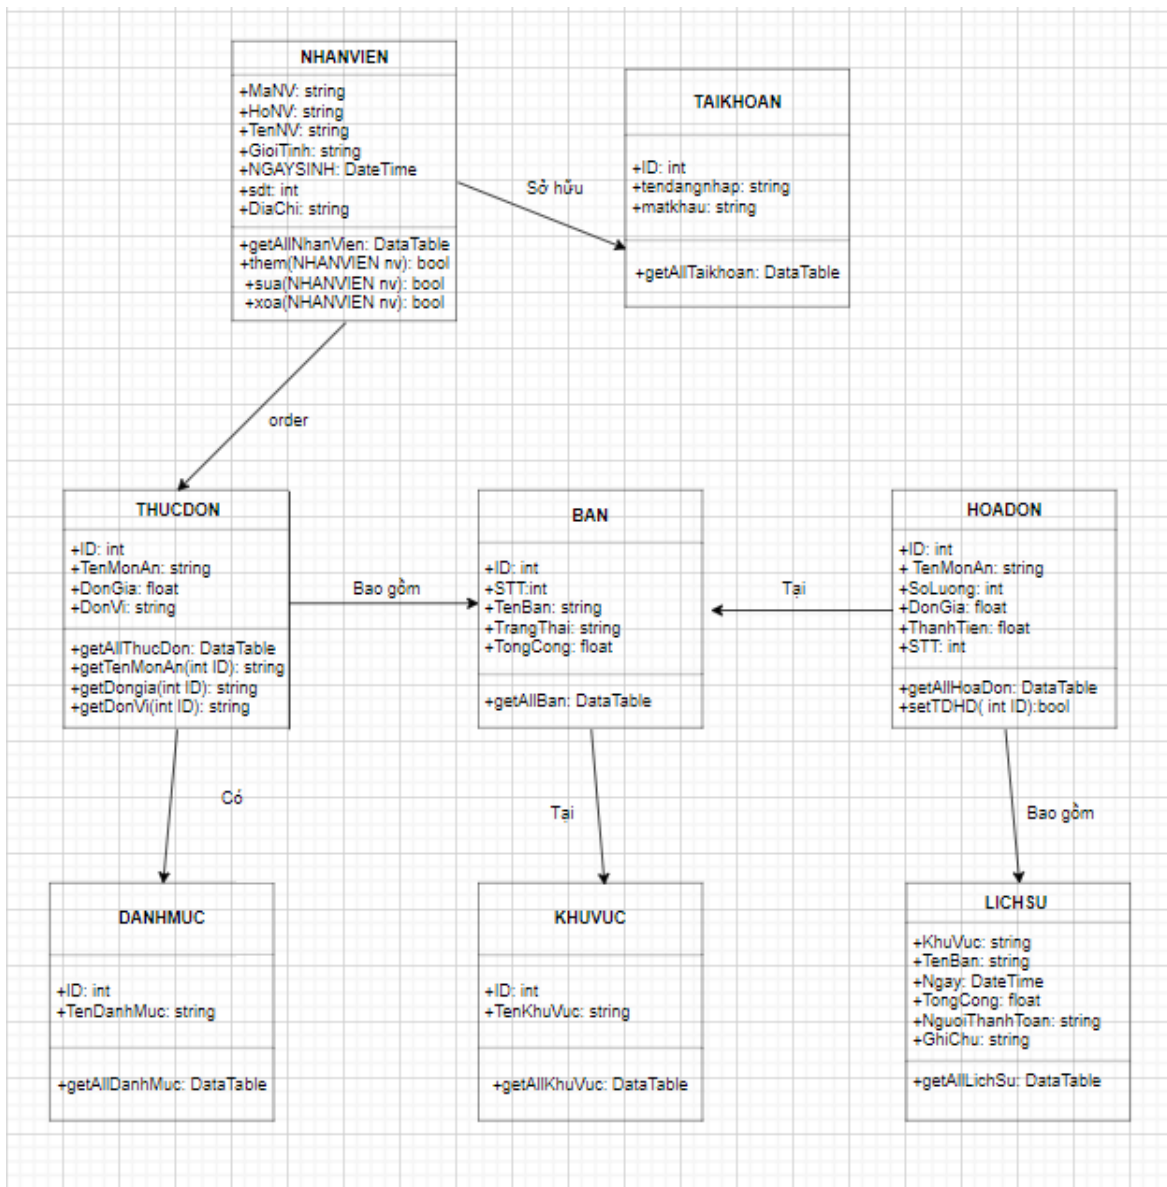 NHANVIEN
+MaNV: string
+HoNV: string
+TenNV: string
+GioiTinh: string
+NGAYSINH: DateTime
+sdt: int
+DiaChi: string
+getAllNhanVien: DataTable
+them(NHANVIEN nv): bool
+sua(NHANVIEN nv): bool
+xoa(NHANVIEN nv): bool
Sở hữu
TAIKHOAN
+ID: int
+tendangnhap: string
+matkhau: string
+getAllTaikhoan: DataTable
order
THUCDON
+ID: int
+TenMonAn: string
+DonGia: float
+DonVi: string
+getAllThucDon: DataTable
+getTenMonAn(int ID): string
+getDongia(int ID): string
+getDonVi(int ID): string
Bao gồm
BAN
+ID: int
+STT:int
+TenBan: string
+TrangThai: string
+TongCong: float
+getAllBan: DataTable
Tại
HOADON
+ID: int
+ TenMonAn: string
+SoLuong: int
+DonGia: float
+ThanhTien: float
+STT: int
+getAllHoaDon: DataTable
+setTDHD( int ID):bool
Có
Tại
Bao gồm
DANHMUC
+ID: int
+TenDanhMuc: string
+getAllDanhMuc: DataTable
KHUVUC
+ID: int
+TenKhuVuc: string
+getAllKhuVuc: DataTable
LICHSU
+KhuVuc: string
+TenBan: string
+Ngay: DateTime
+TongCong: float
+NguoiThanhToan: string
+GhiChu: string
+getAllLichSu: DataTable